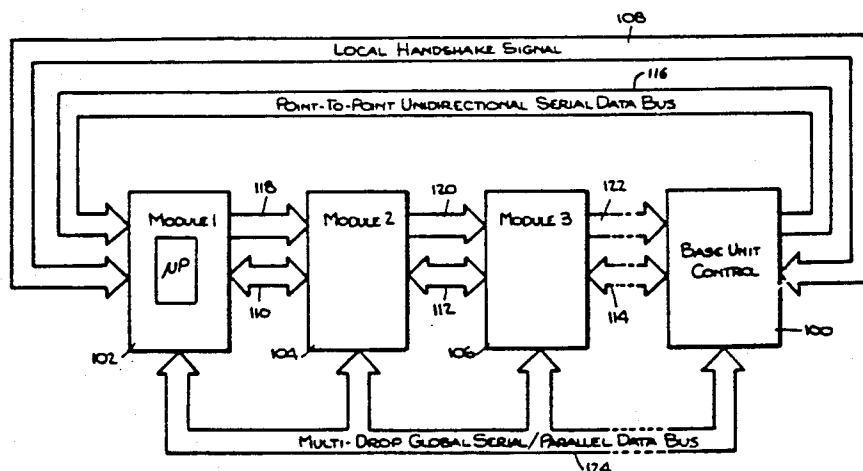 108
LOCAL HANDSHAKE SIGNAL
116
POINT-TO-POINT UNIDIRECTIONAL SERIAL DATA BUS
118
120
122
MODULE 1
MODULE 2
MODULE 3
BASE UNIT
CONTROL
μP
110
112
114
102
104
106
100
MULTI-DROP GLOBAL SERIAL/PARALLEL DATA BUS
124